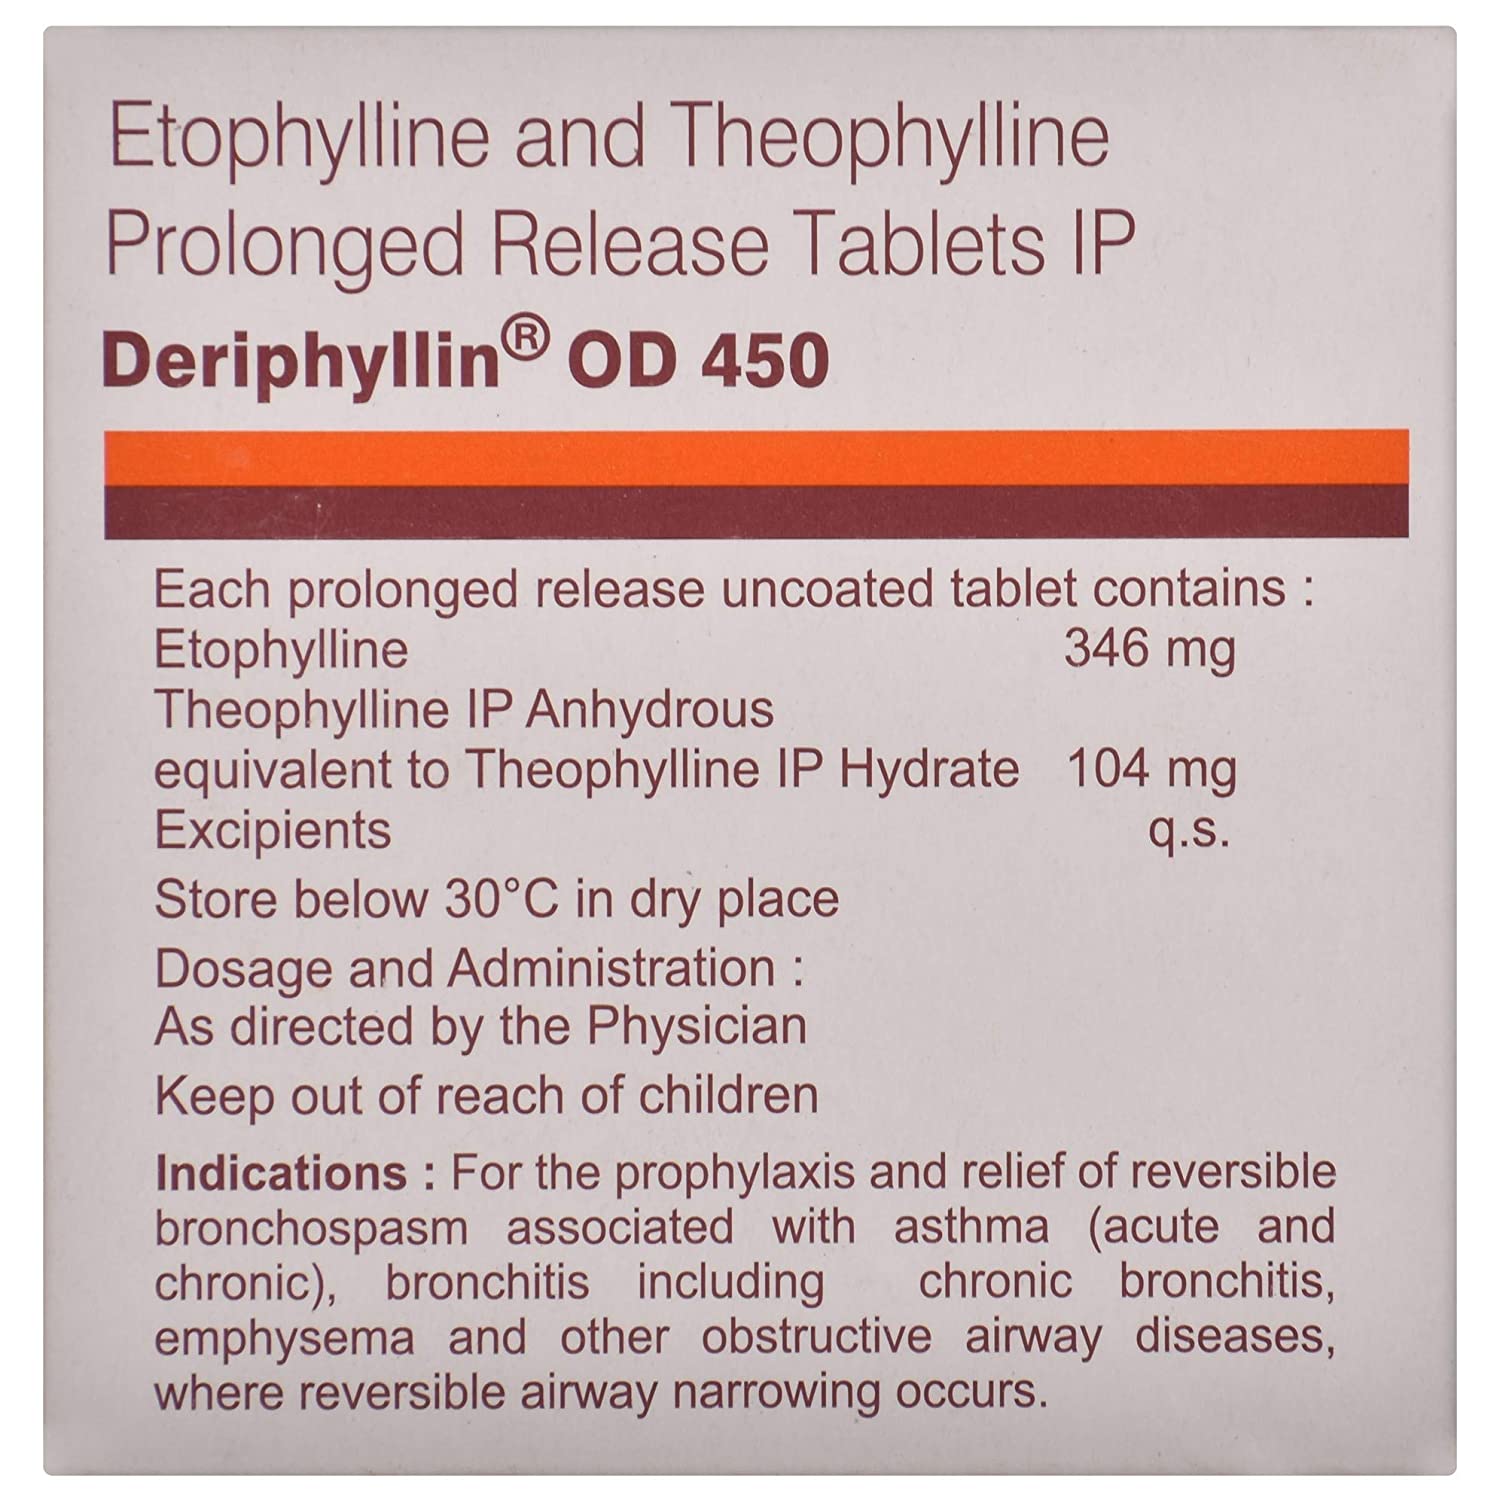 Etophylline and Theophylline
Prolonged Release Tablets IP
Deriphyllin® OD 450
Each prolonged release uncoated tablet contains :
Etophylline 346 mg
Theophylline IP Anhydrous
equivalent to Theophylline IP Hydrate 104 mg
Excipients q.s.
Store below 30°C in dry place
Dosage and Administration :
As directed by the Physician
Keep out of reach of children
Indications : For the prophylaxis and relief of reversible
bronchospasm associated with asthma (acute and
chronic), bronchitis including chronic bronchitis,
emphysema and other obstructive airway diseases,
where reversible airway narrowing occurs.